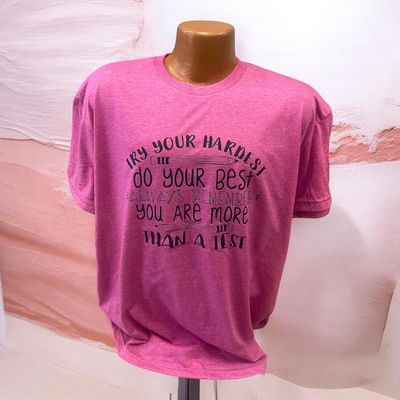 TRY YOUR HARDEST
do YOUR BEST
ALWAYS REMEMBER
YOU ARE MORE
THAN A TEST